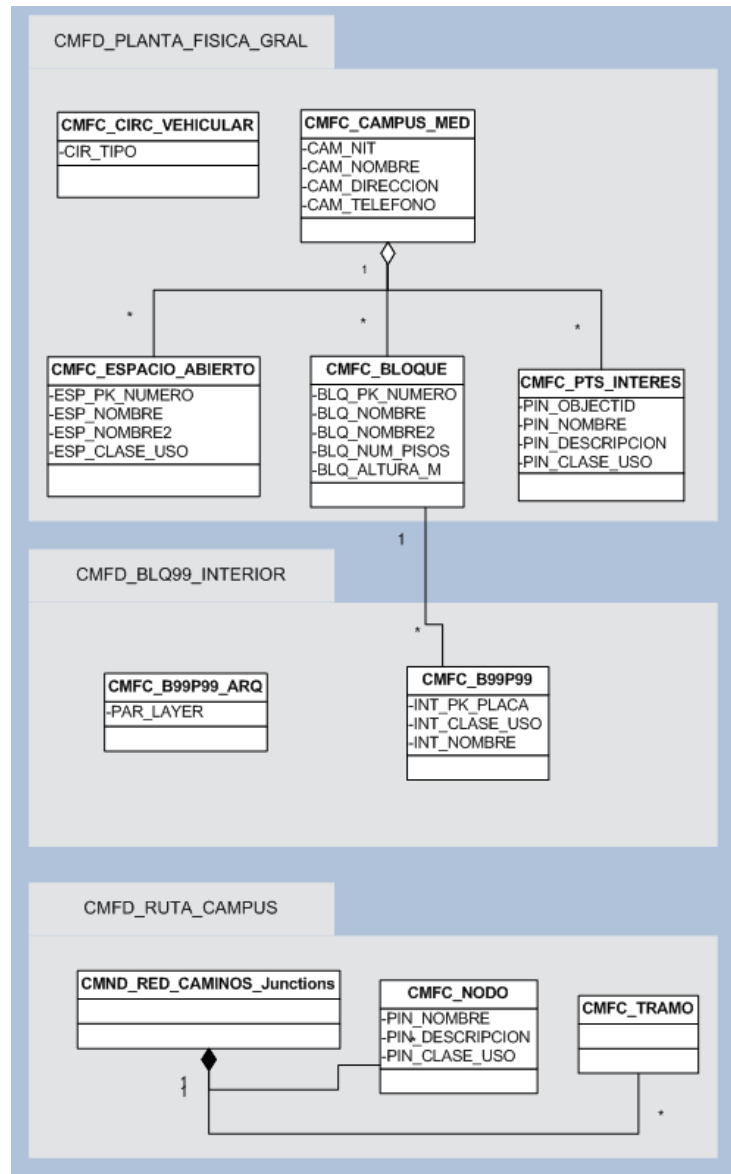 CMFD_PLANTA_FISICA_GRAL
CMFC_CIRC_VEHICULAR
-CIR_TIPO
CMFC_CAMPUS_MED
-CAM_NIT
-CAM_NOMBRE
-CAM_DIRECCION
-CAM_TELEFONO
1
*
*
*
CMFC_ESPACIO_ABIERTO
-ESP_PK_NUMERO
-ESP_NOMBRE
-ESP_NOMBRE2
-ESP_CLASE_USO
CMFC_BLOQUE
-BLQ_PK_NUMERO
-BLQ_NOMBRE
-BLQ_NOMBRE2
-BLQ_NUM_PISOS
-BLQ_ALTURA_M
CMFC_PTS_INTERES
-PIN_OBJECTID
-PIN_NOMBRE
-PIN_DESCRIPCION
-PIN_CLASE_USO
1
CMFD_BLQ99_INTERIOR
*
CMFC_B99P99_ARQ
-PAR_LAYER
CMFC_B99P99
-INT_PK_PLACA
-INT_CLASE_USO
-INT_NOMBRE
CMFD_RUTA_CAMPUS
CMND_RED_CAMINOS_Junctions
CMFC_NODO
-PIN_NOMBRE
-PIN_DESCRIPCION
-PIN_CLASE_USO
*
CMFC_TRAMO
1
1
*